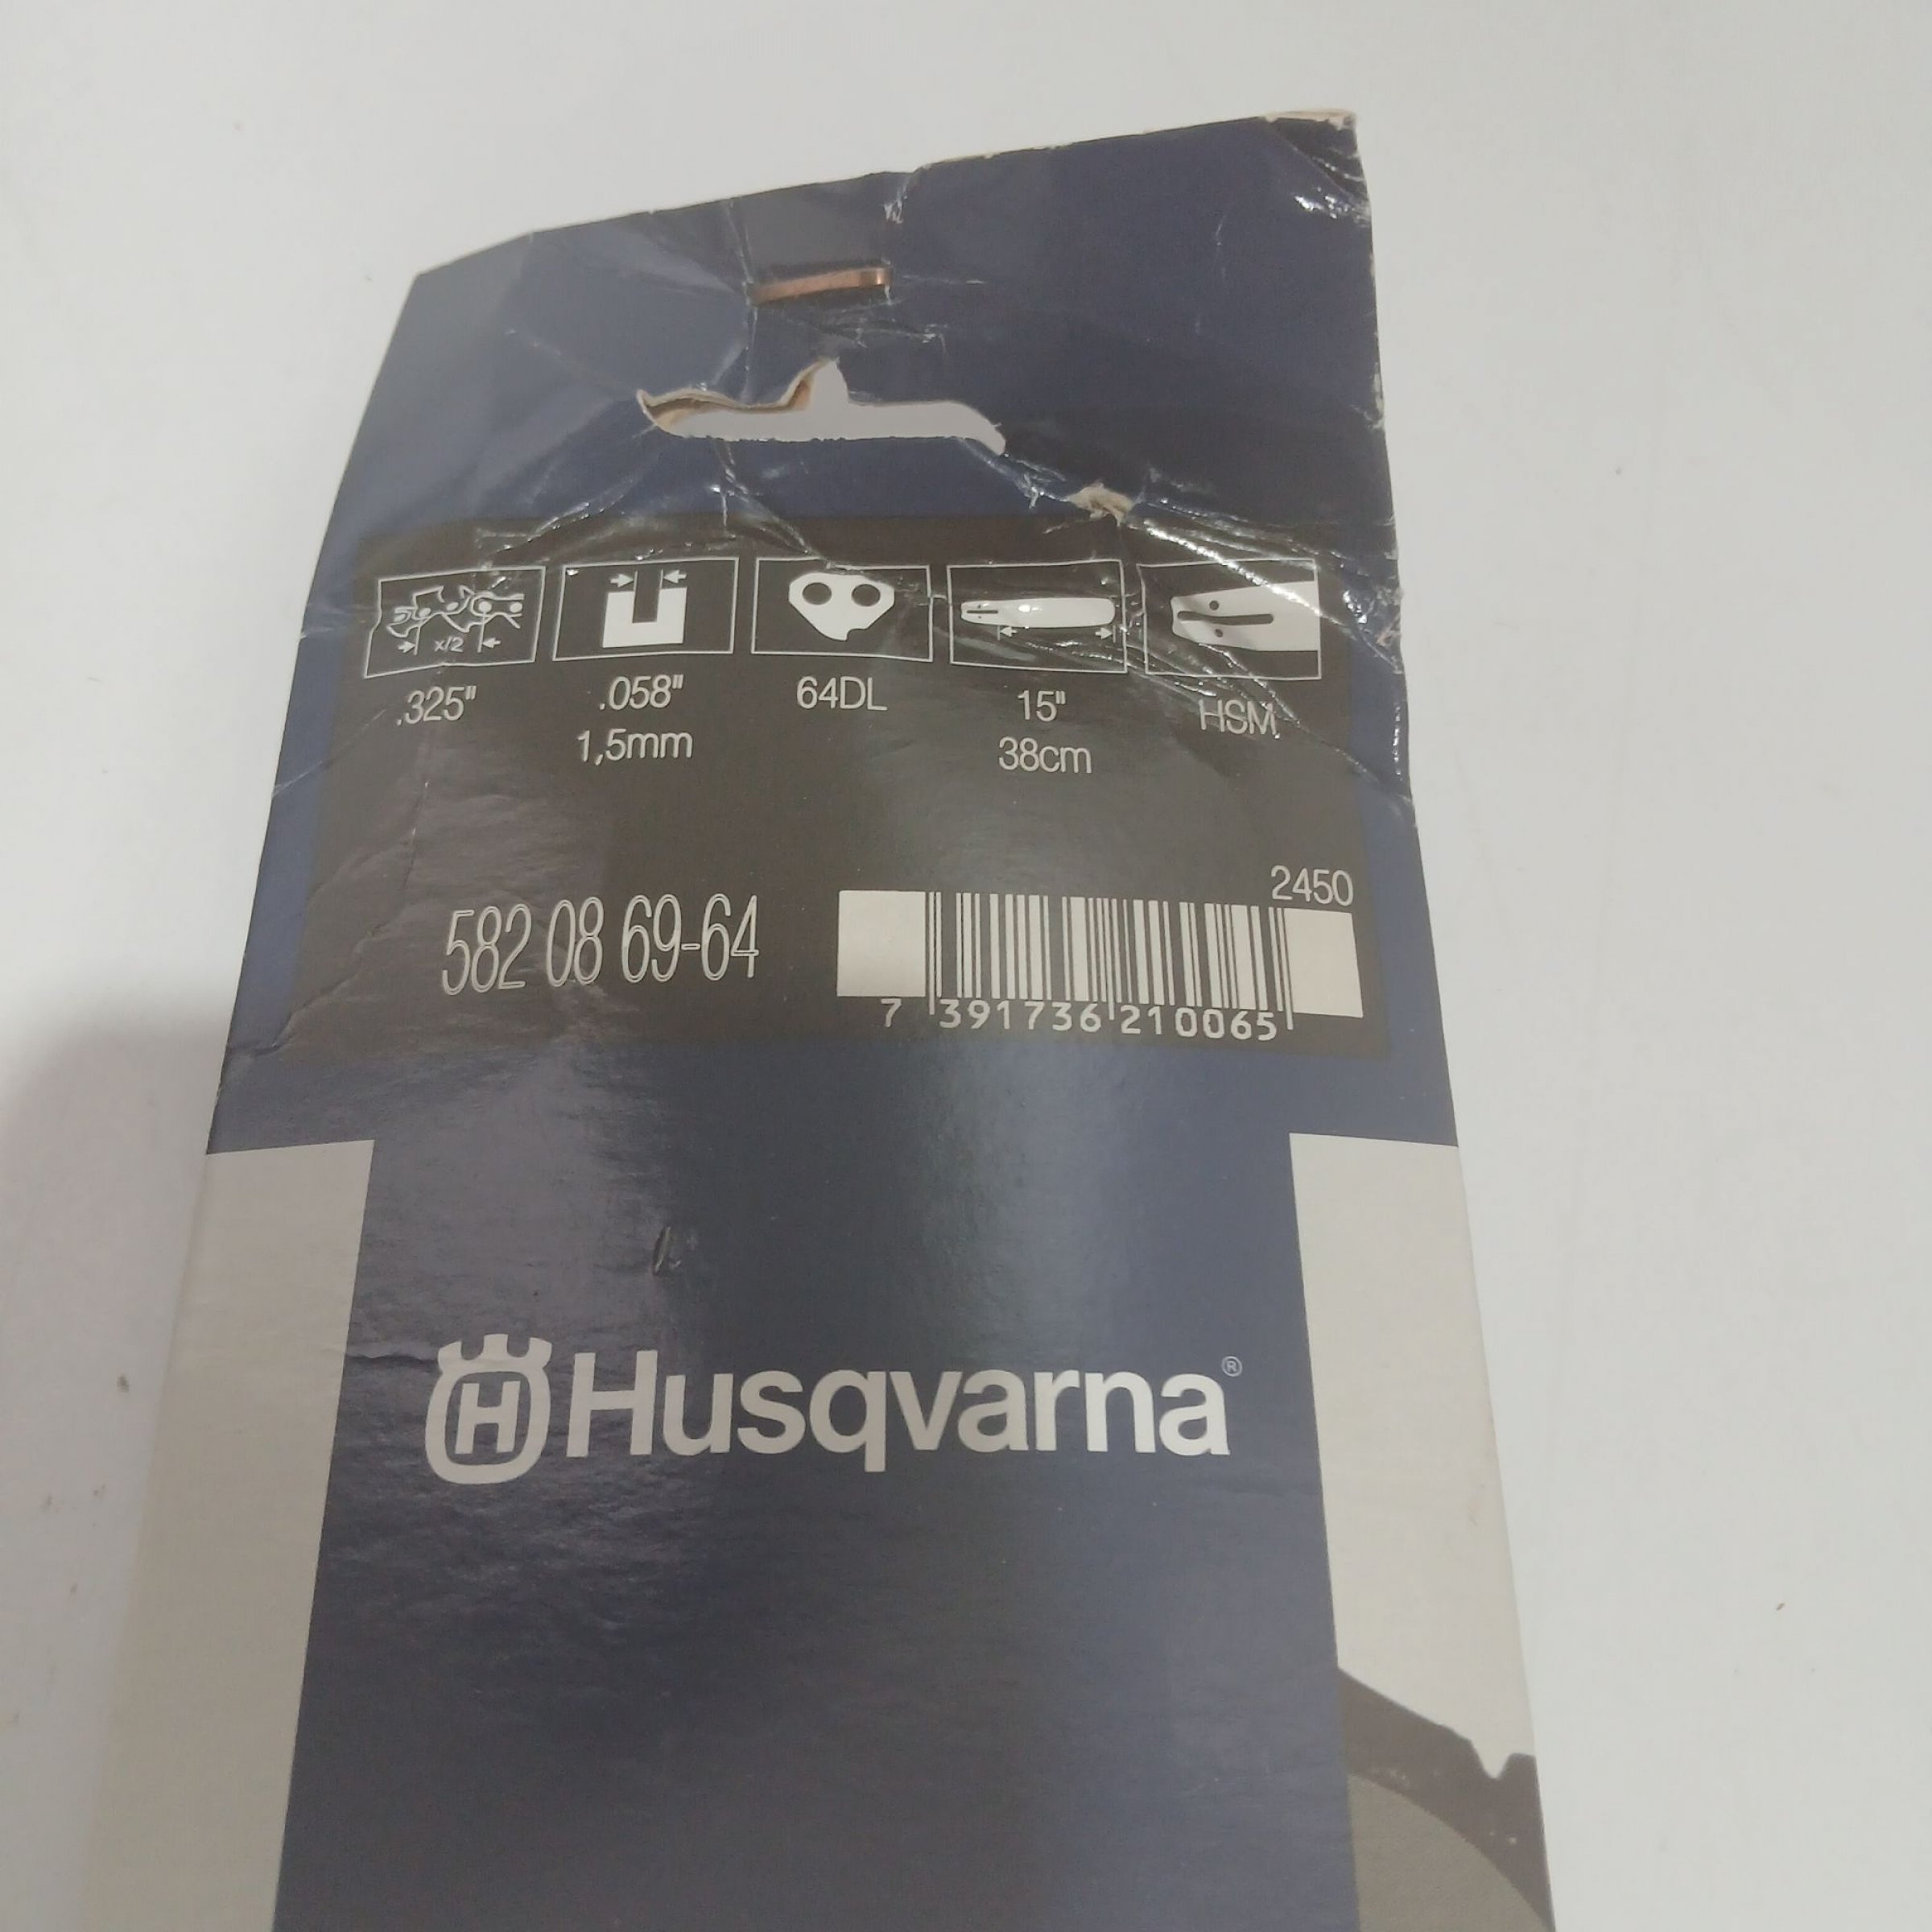 x/2
.325" .058" 64DL 15" HSM
1,5mm 38cm
2450
582 08 69-64
7 391736 210065
H Husqvarna®